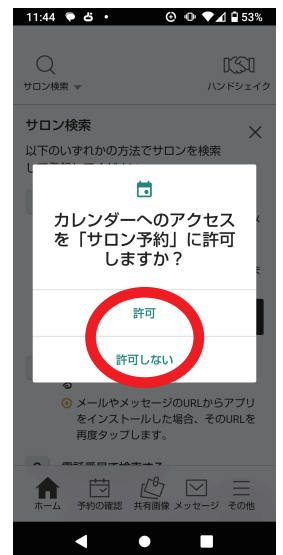 11:44
53%
サロン検索
ハンドシェイク
サロン検索
以下のいずれかの方法でサロンを検索
カレンダーへのアクセス
を「サロン予約」に許可
しますか？
許可
許可しない
メールやメッセージのURLからアプリ
をインストールした場合、そのURLを
再度タップします。
ホーム
予約の確認
共有画像
メッセージ
その他